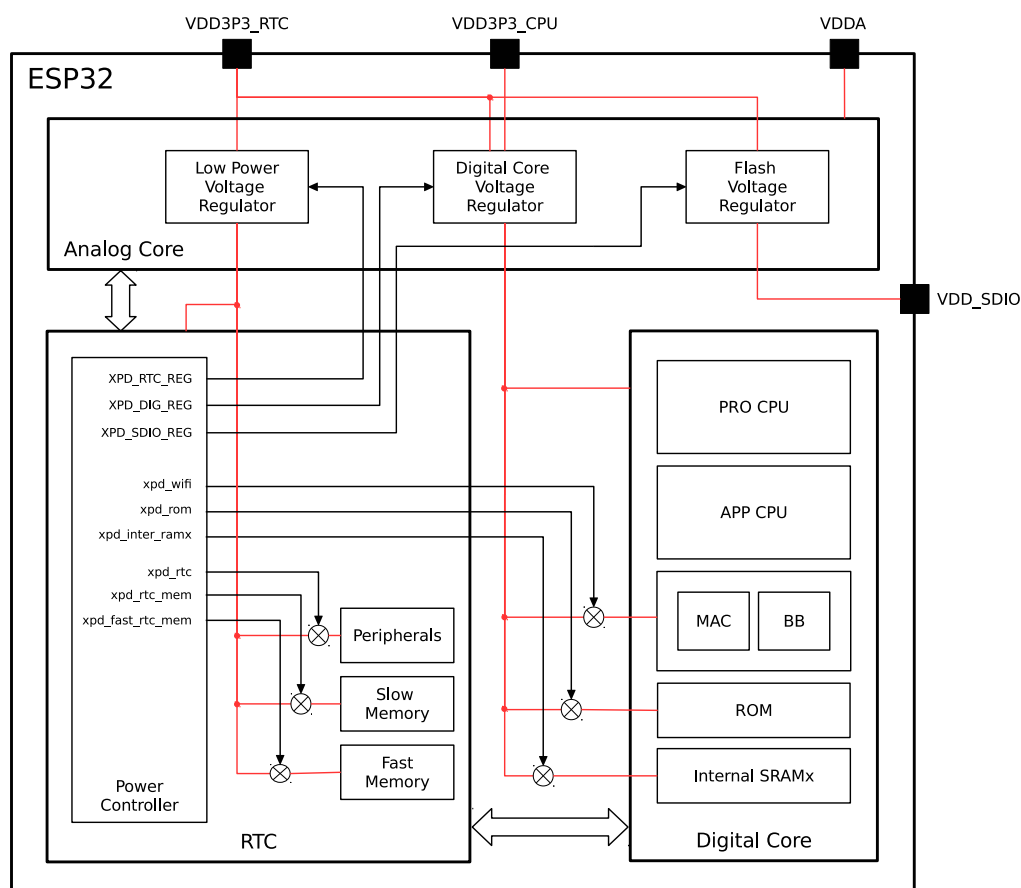 VDD3P3_RTC
VDD3P3_CPU
VDDA
ESP32
Low Power
Voltage
Regulator
Digital Core
Voltage
Regulator
Flash
Voltage
Regulator
Analog Core
VDD_SDIO
XPD_RTC_REG
XPD_DIG_REG
XPD_SDIO_REG
xpd_wifi
xpd_rom
xpd_inter_ramx
xpd_rtc
xpd_rtc_mem
xpd_fast_rtc_mem
Power
Controller
Peripherals
Slow
Memory
Fast
Memory
RTC
PRO CPU
APP CPU
MAC
BB
ROM
Internal SRAMx
Digital Core